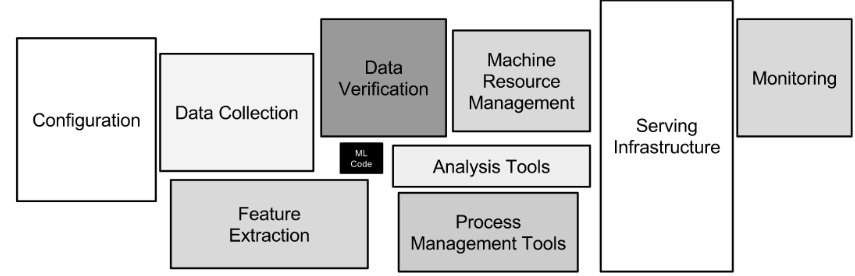 Configuration
Data Collection
Data
Verification
Machine
Resource
Management
Serving
Infrastructure
Monitoring
ML
Code
Analysis Tools
Feature
Extraction
Process
Management Tools